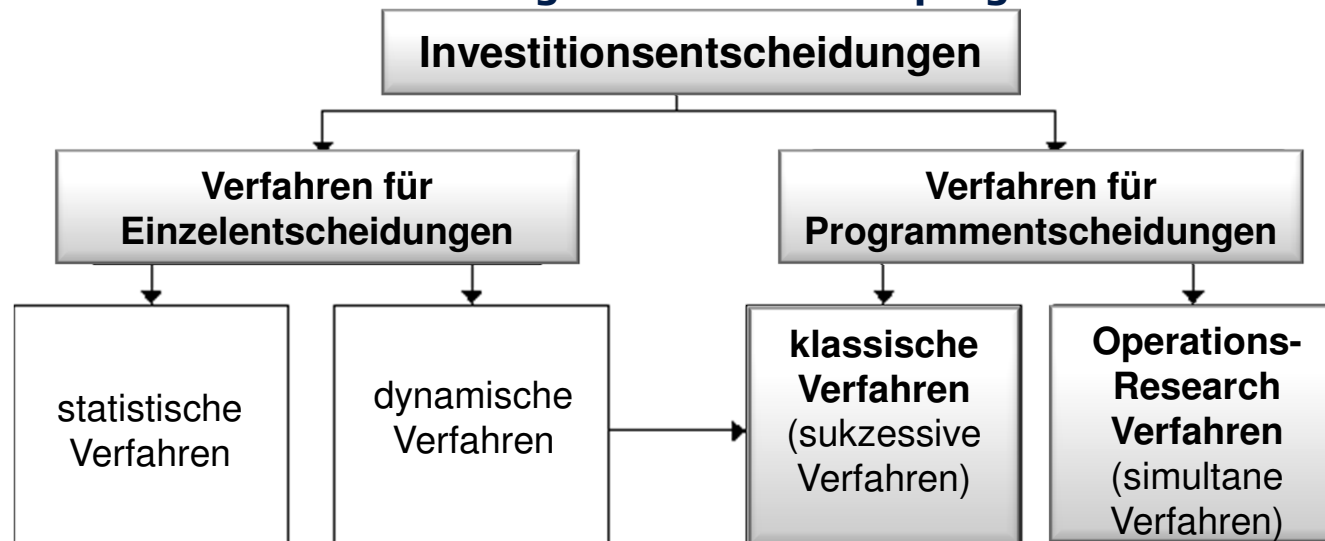 Investitionsentscheidungen
Verfahren für
Einzelentscheidungen
Verfahren für
Programmentscheidungen
statistische
Verfahren
dynamische
Verfahren
klassische
Verfahren
(sukzessive
Verfahren)
Operations-
Research
Verfahren
(simultane
Verfahren)